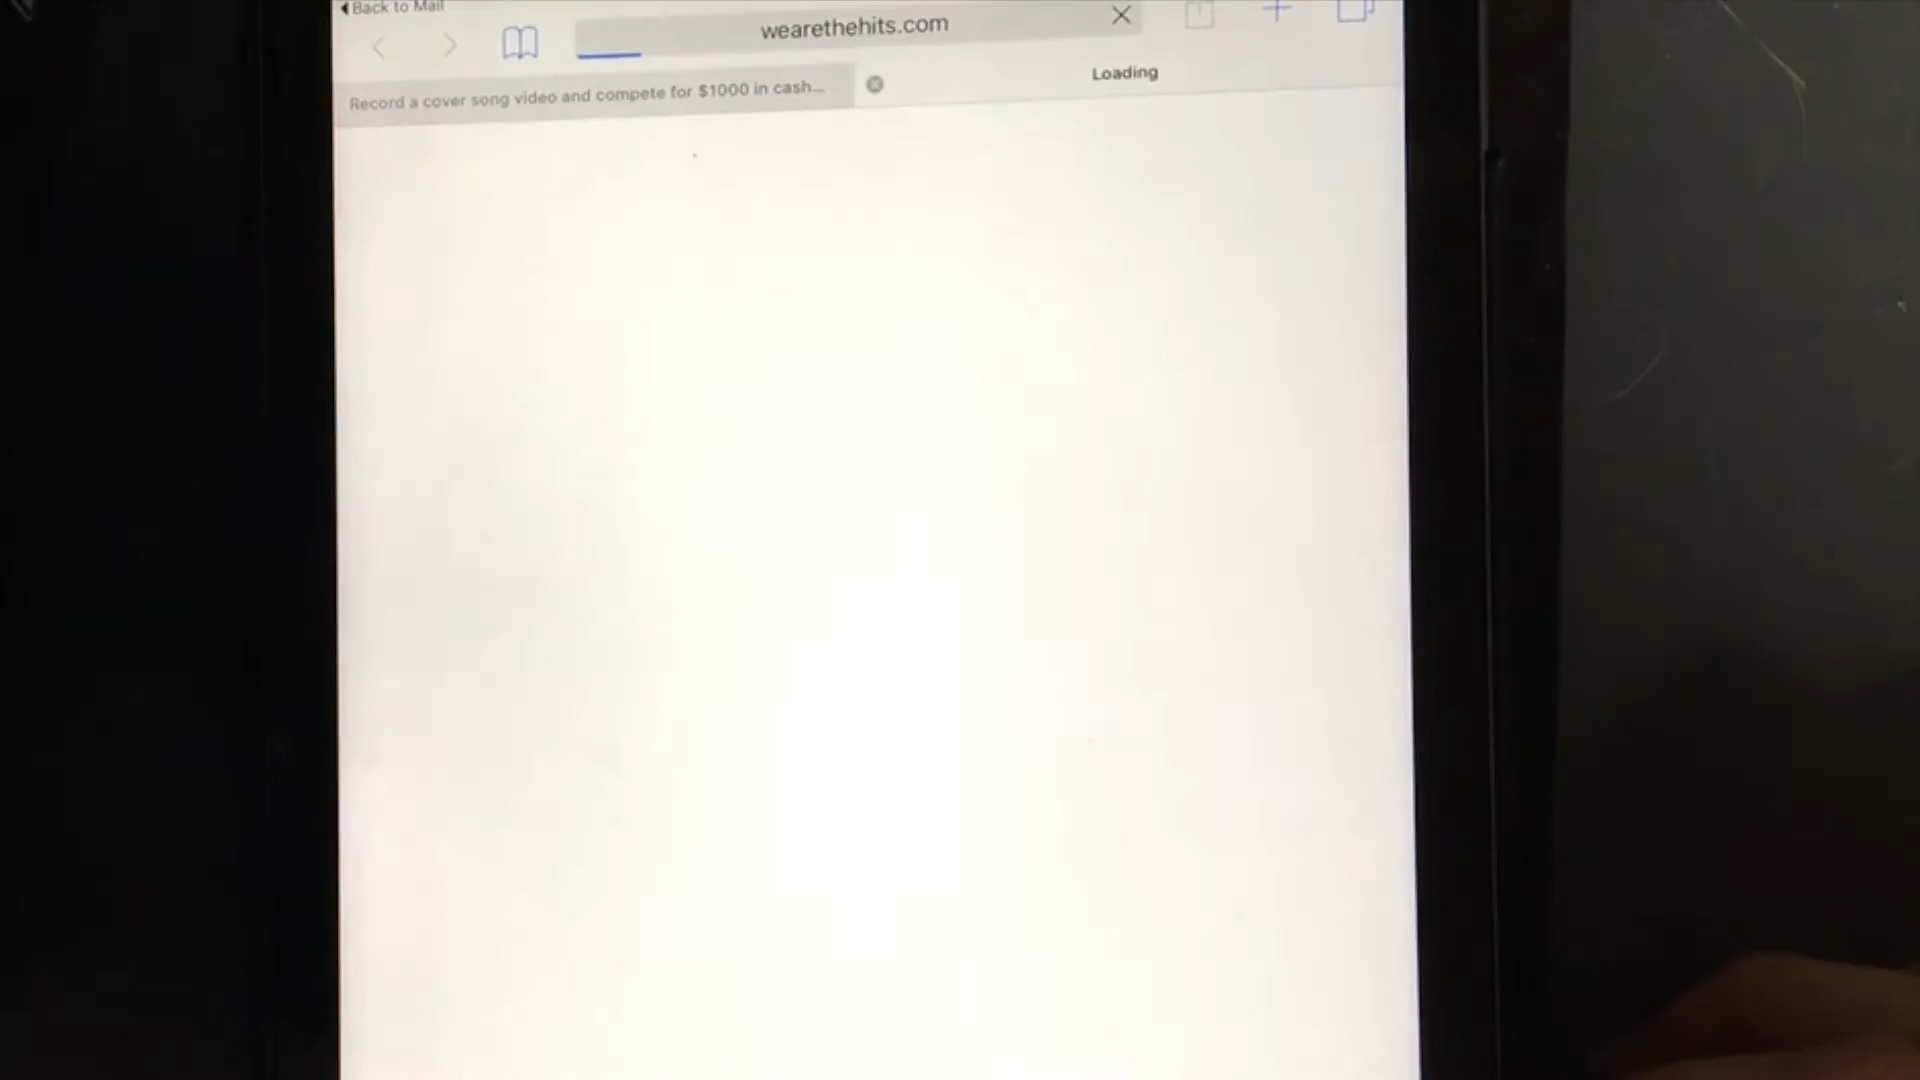 Back to Mail
wearethehits.com
Record a cover song video and compete for $1000 in cash...
Loading